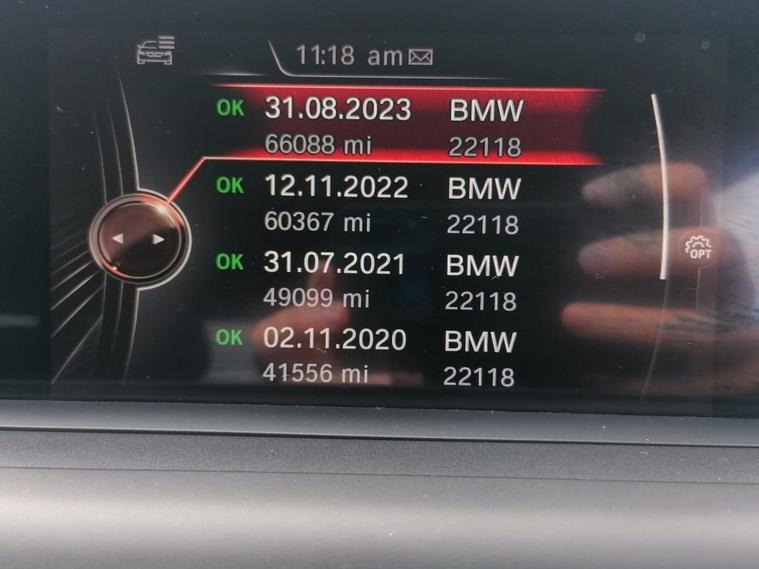 11:18 am
OK 31.08.2023 BMW
66088 mi 22118
OK 12.11.2022 BMW
60367 mi 22118
OK 31.07.2021 BMW
49099 mi 22118
OK 02.11.2020 BMW
41556 mi 22118
OPT